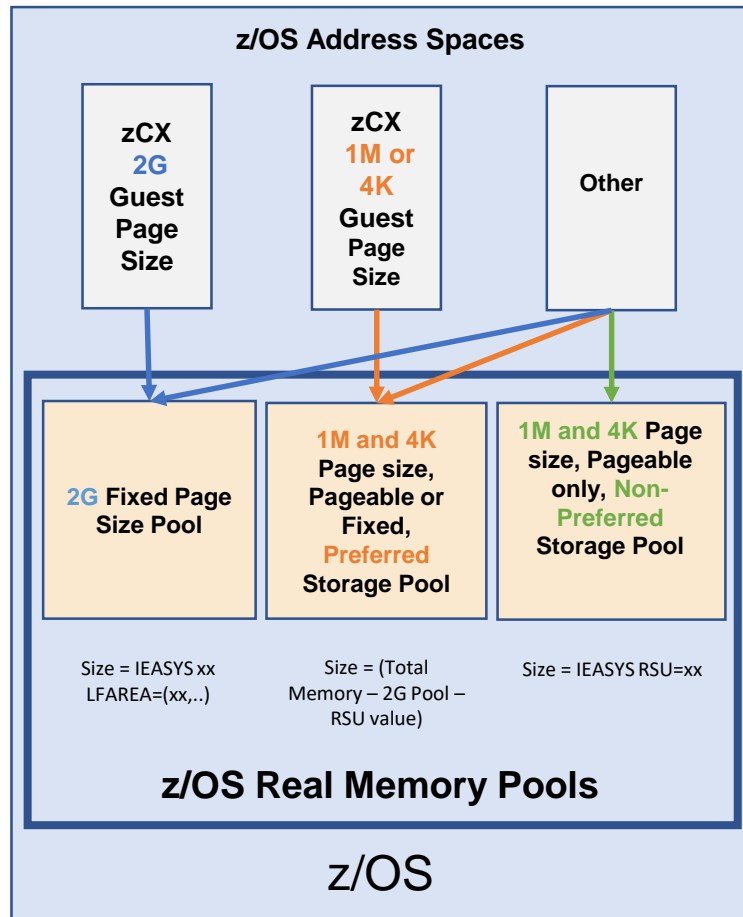 z/OS Address Spaces
zCX
2G
Guest
Page
Size
zCX
1M or
4K
Guest
Page
Size
Other
2G Fixed Page
Size Pool
1M and 4K
Page size,
Pageable or
Fixed,
Preferred
Storage Pool
1M and 4K Page
size, Pageable
only, Non-
Preferred
Storage Pool
Size = IEASYS xx
LFAREA=(xx,..)
Size = (Total
Memory – 2G Pool –
RSU value)
Size = IEASYS RSU=xx
z/OS Real Memory Pools
z/OS